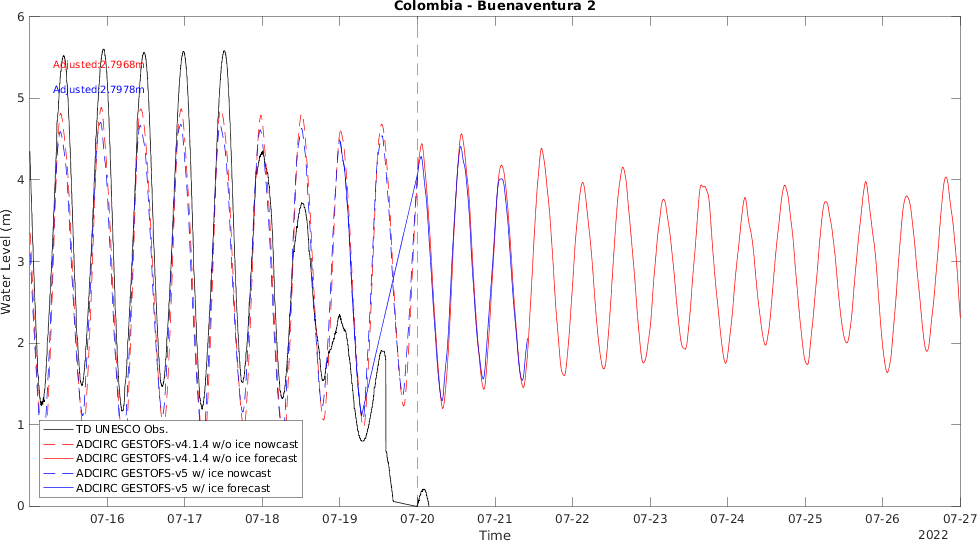 Colombia - Buenaventura 2
6
5
4
3
2
1
0
Adjusted:2.7968m
Adjusted:2.7978m
Water Level (m)
TD UNESCO Obs.
ADCIRC GESTOFS-v4.1.4 w/o ice nowcast
ADCIRC GESTOFS-v4.1.4 w/o ice forecast
ADCIRC GESTOFS-v5 w/ ice nowcast
ADCIRC GESTOFS-v5 w/ ice forecast
07-16 07-17 07-18 07-19 07-20 07-21 07-22 07-23 07-24 07-25 07-26 07-27
Time
2022